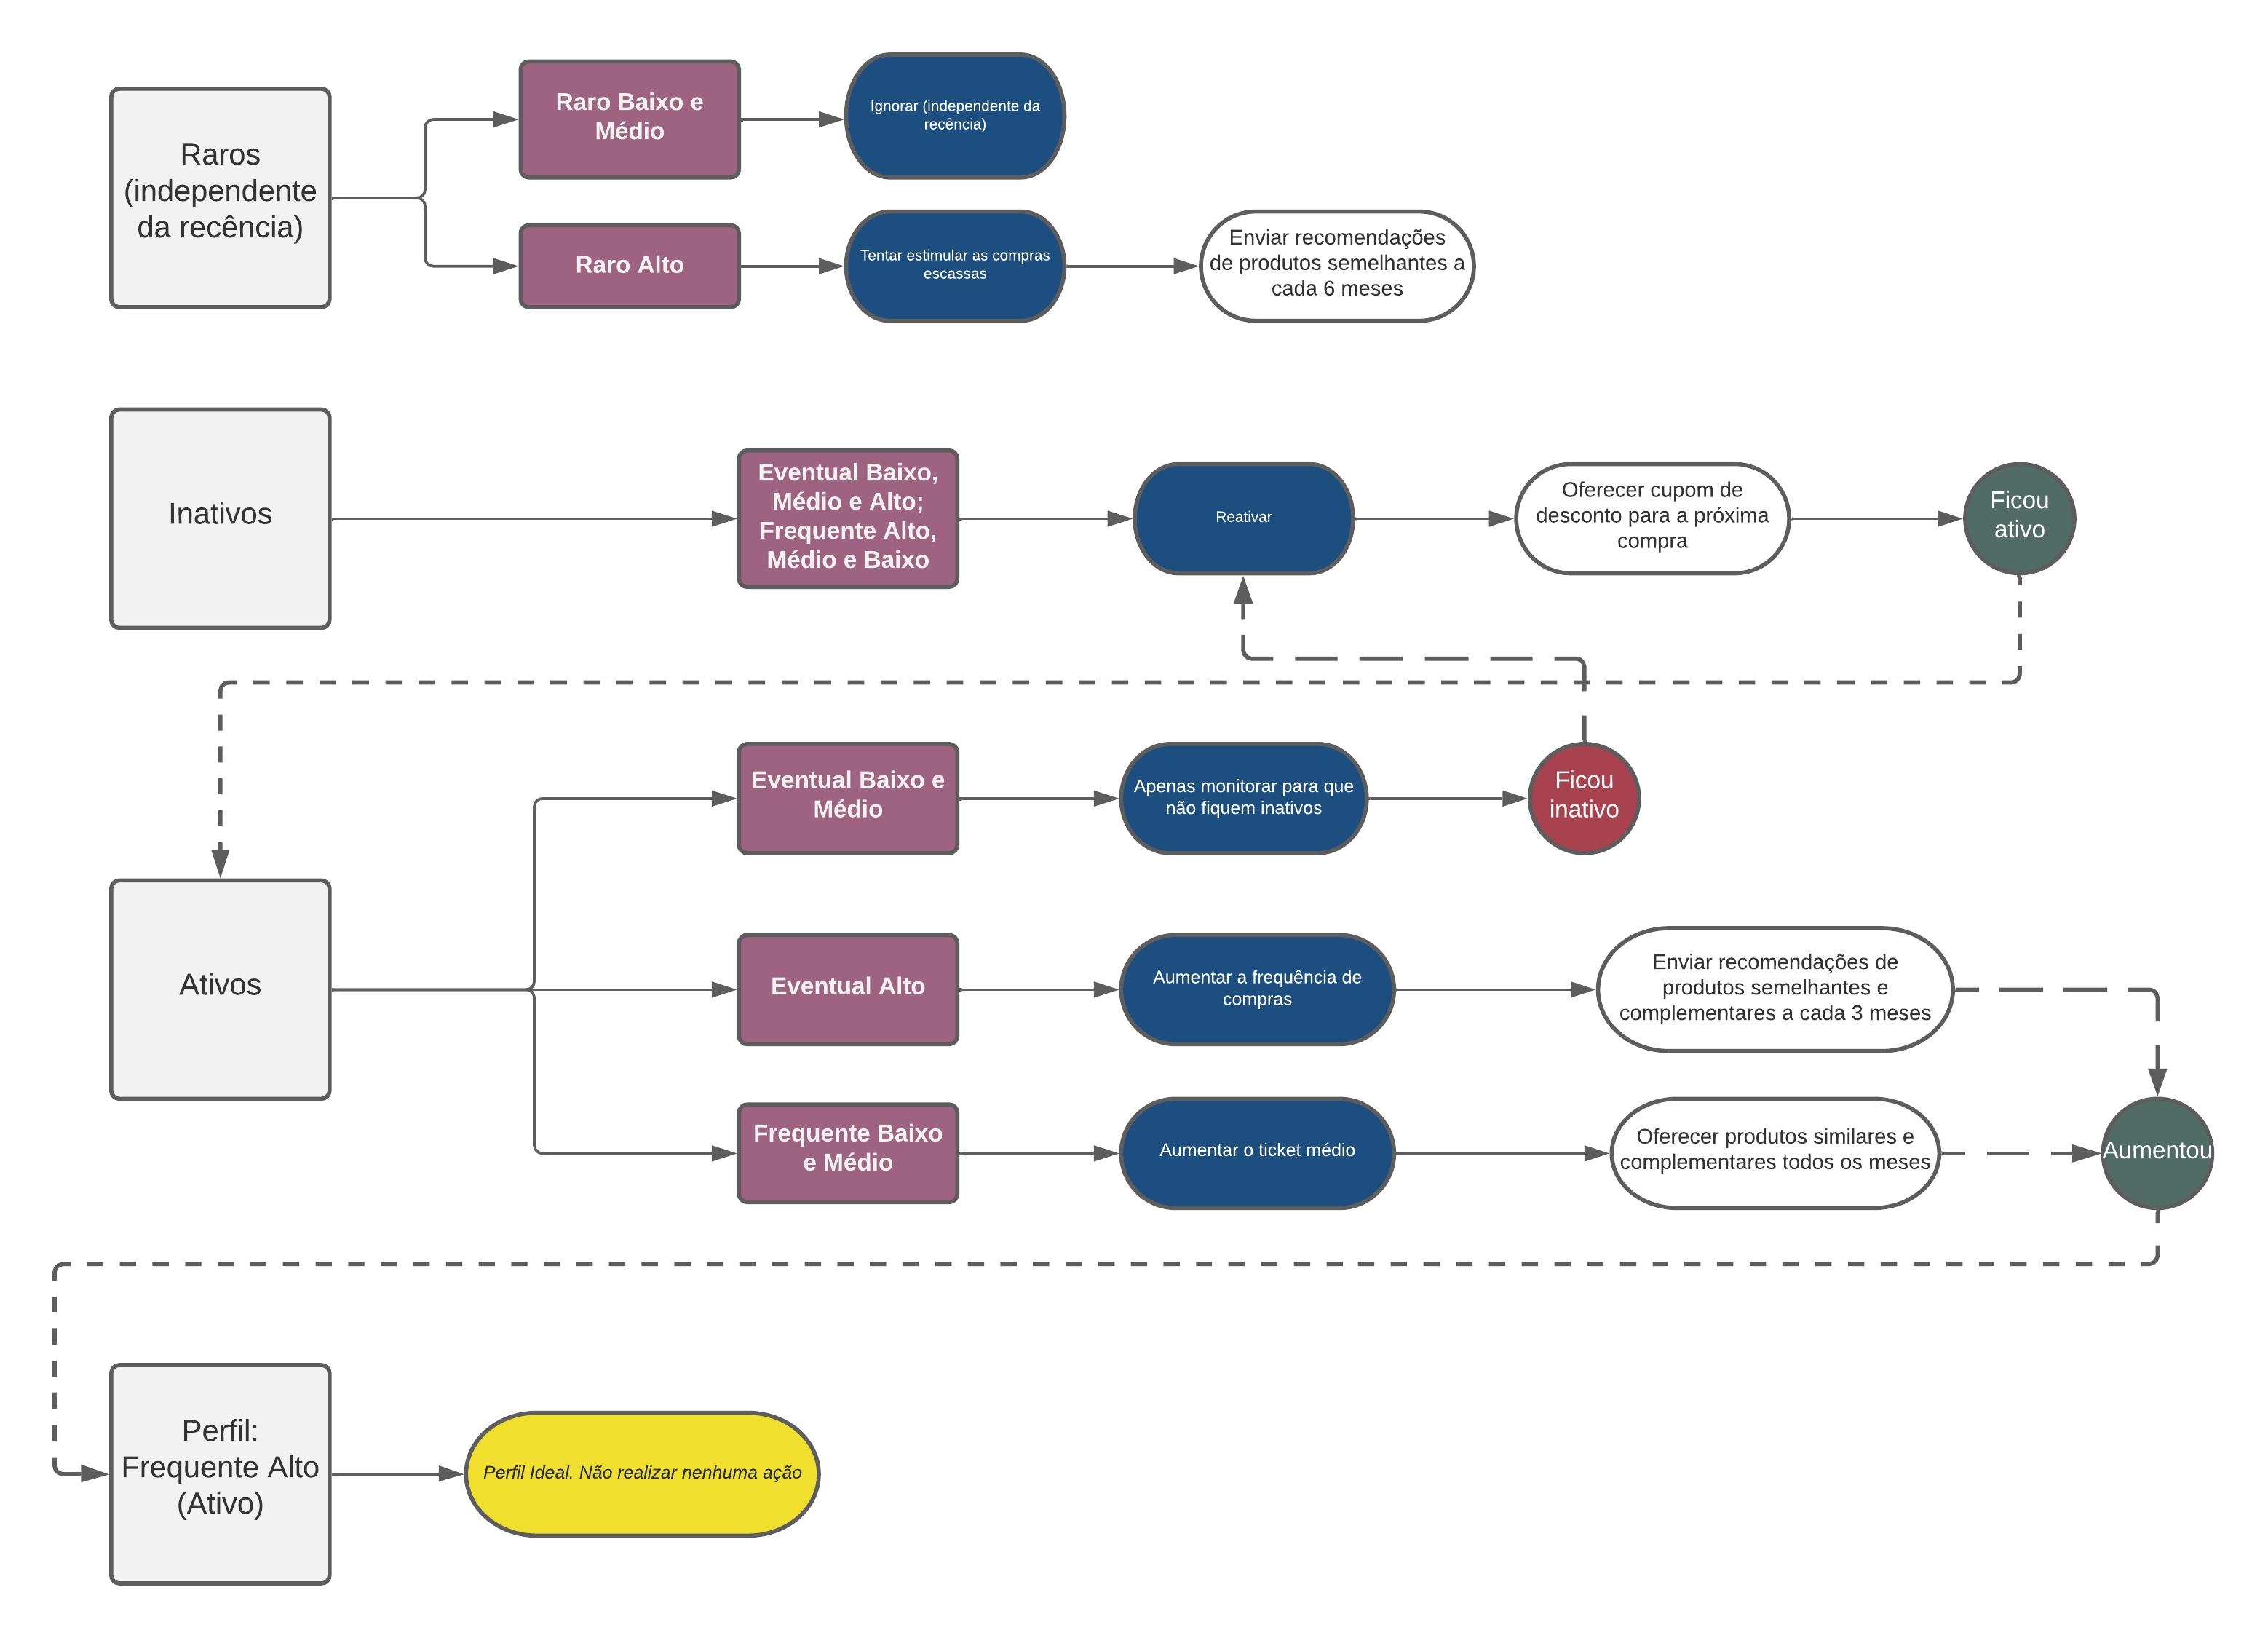 Raros
(independente
da recência)
Raro Baixo e
Médio
Ignorar (independente da
recência)
Raro Alto
Tentar estimular as compras
escassas
Enviar recomendações
de produtos semelhantes a
cada 6 meses
Inativos
Eventual Baixo,
Médio e Alto;
Frequente Alto,
Médio e Baixo
Reativar
Oferecer cupom de
desconto para a próxima
compra
Ficou
ativo
Ativos
Eventual Baixo e
Médio
Apenas monitorar para que
não fiquem inativos
Ficou
inativo
Eventual Alto
Aumentar a frequência de
compras
Enviar recomendações de
produtos semelhantes e
complementares a cada 3 meses
Frequente Baixo
e Médio
Aumentar o ticket médio
Oferecer produtos similares e
complementares todos os meses
Aumentou
Perfil:
Frequente Alto
(Ativo)
Perfil Ideal. Não realizar nenhuma ação